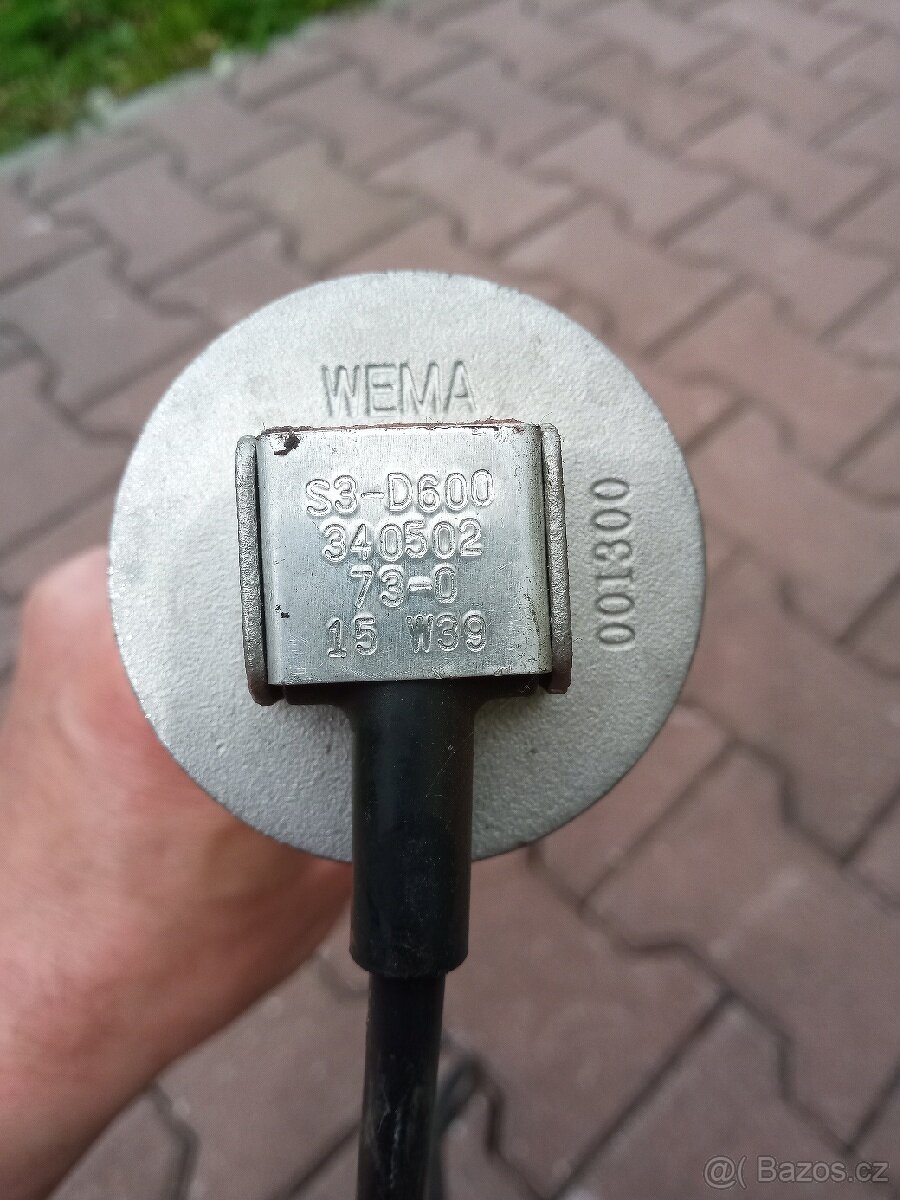 WEMA
S3-D600
340502
73-0
15 W39
001300
@( Bazos.cz